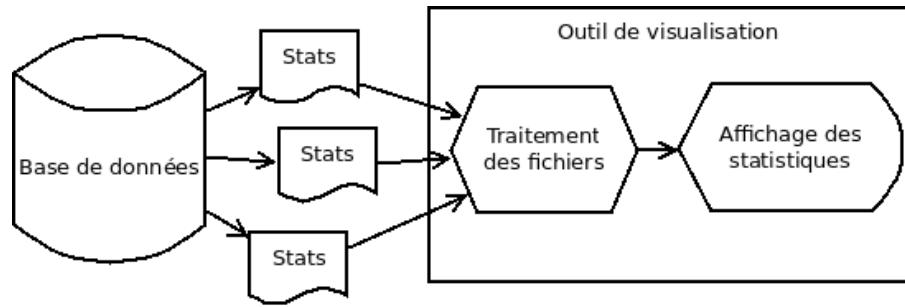 Outil de visualisation
Stats
Base de données
Stats
Stats
Traitement
des fichiers
Affichage des
statistiques